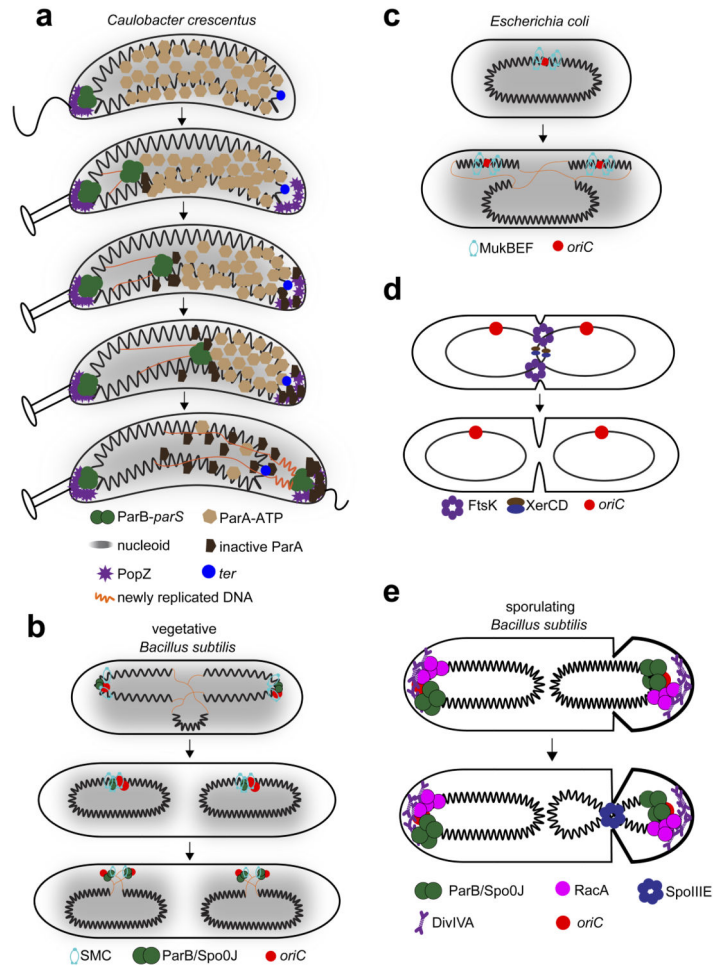 a
Caulobacter crescentus
ParB-parS
ParA-ATP
nucleoid
inactive ParA
PopZ
ter
newly replicated DNA
b
vegetative
Bacillus subtilis
SMC
ParB/Spo0J
oriC
c
Escherichia coli
MukBEF
oriC
d
FtsK
XerCD
oriC
e
sporulating
Bacillus subtilis
ParB/Spo0J
RacA
SpoIIIE
DivIVA
oriC